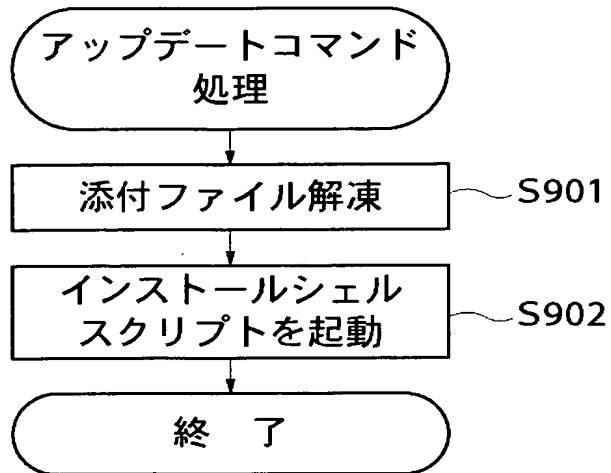 アップデートコマンド
処理
添付ファイル解凍
S901
インストールシェル
スクリプトを起動
S902
終 了